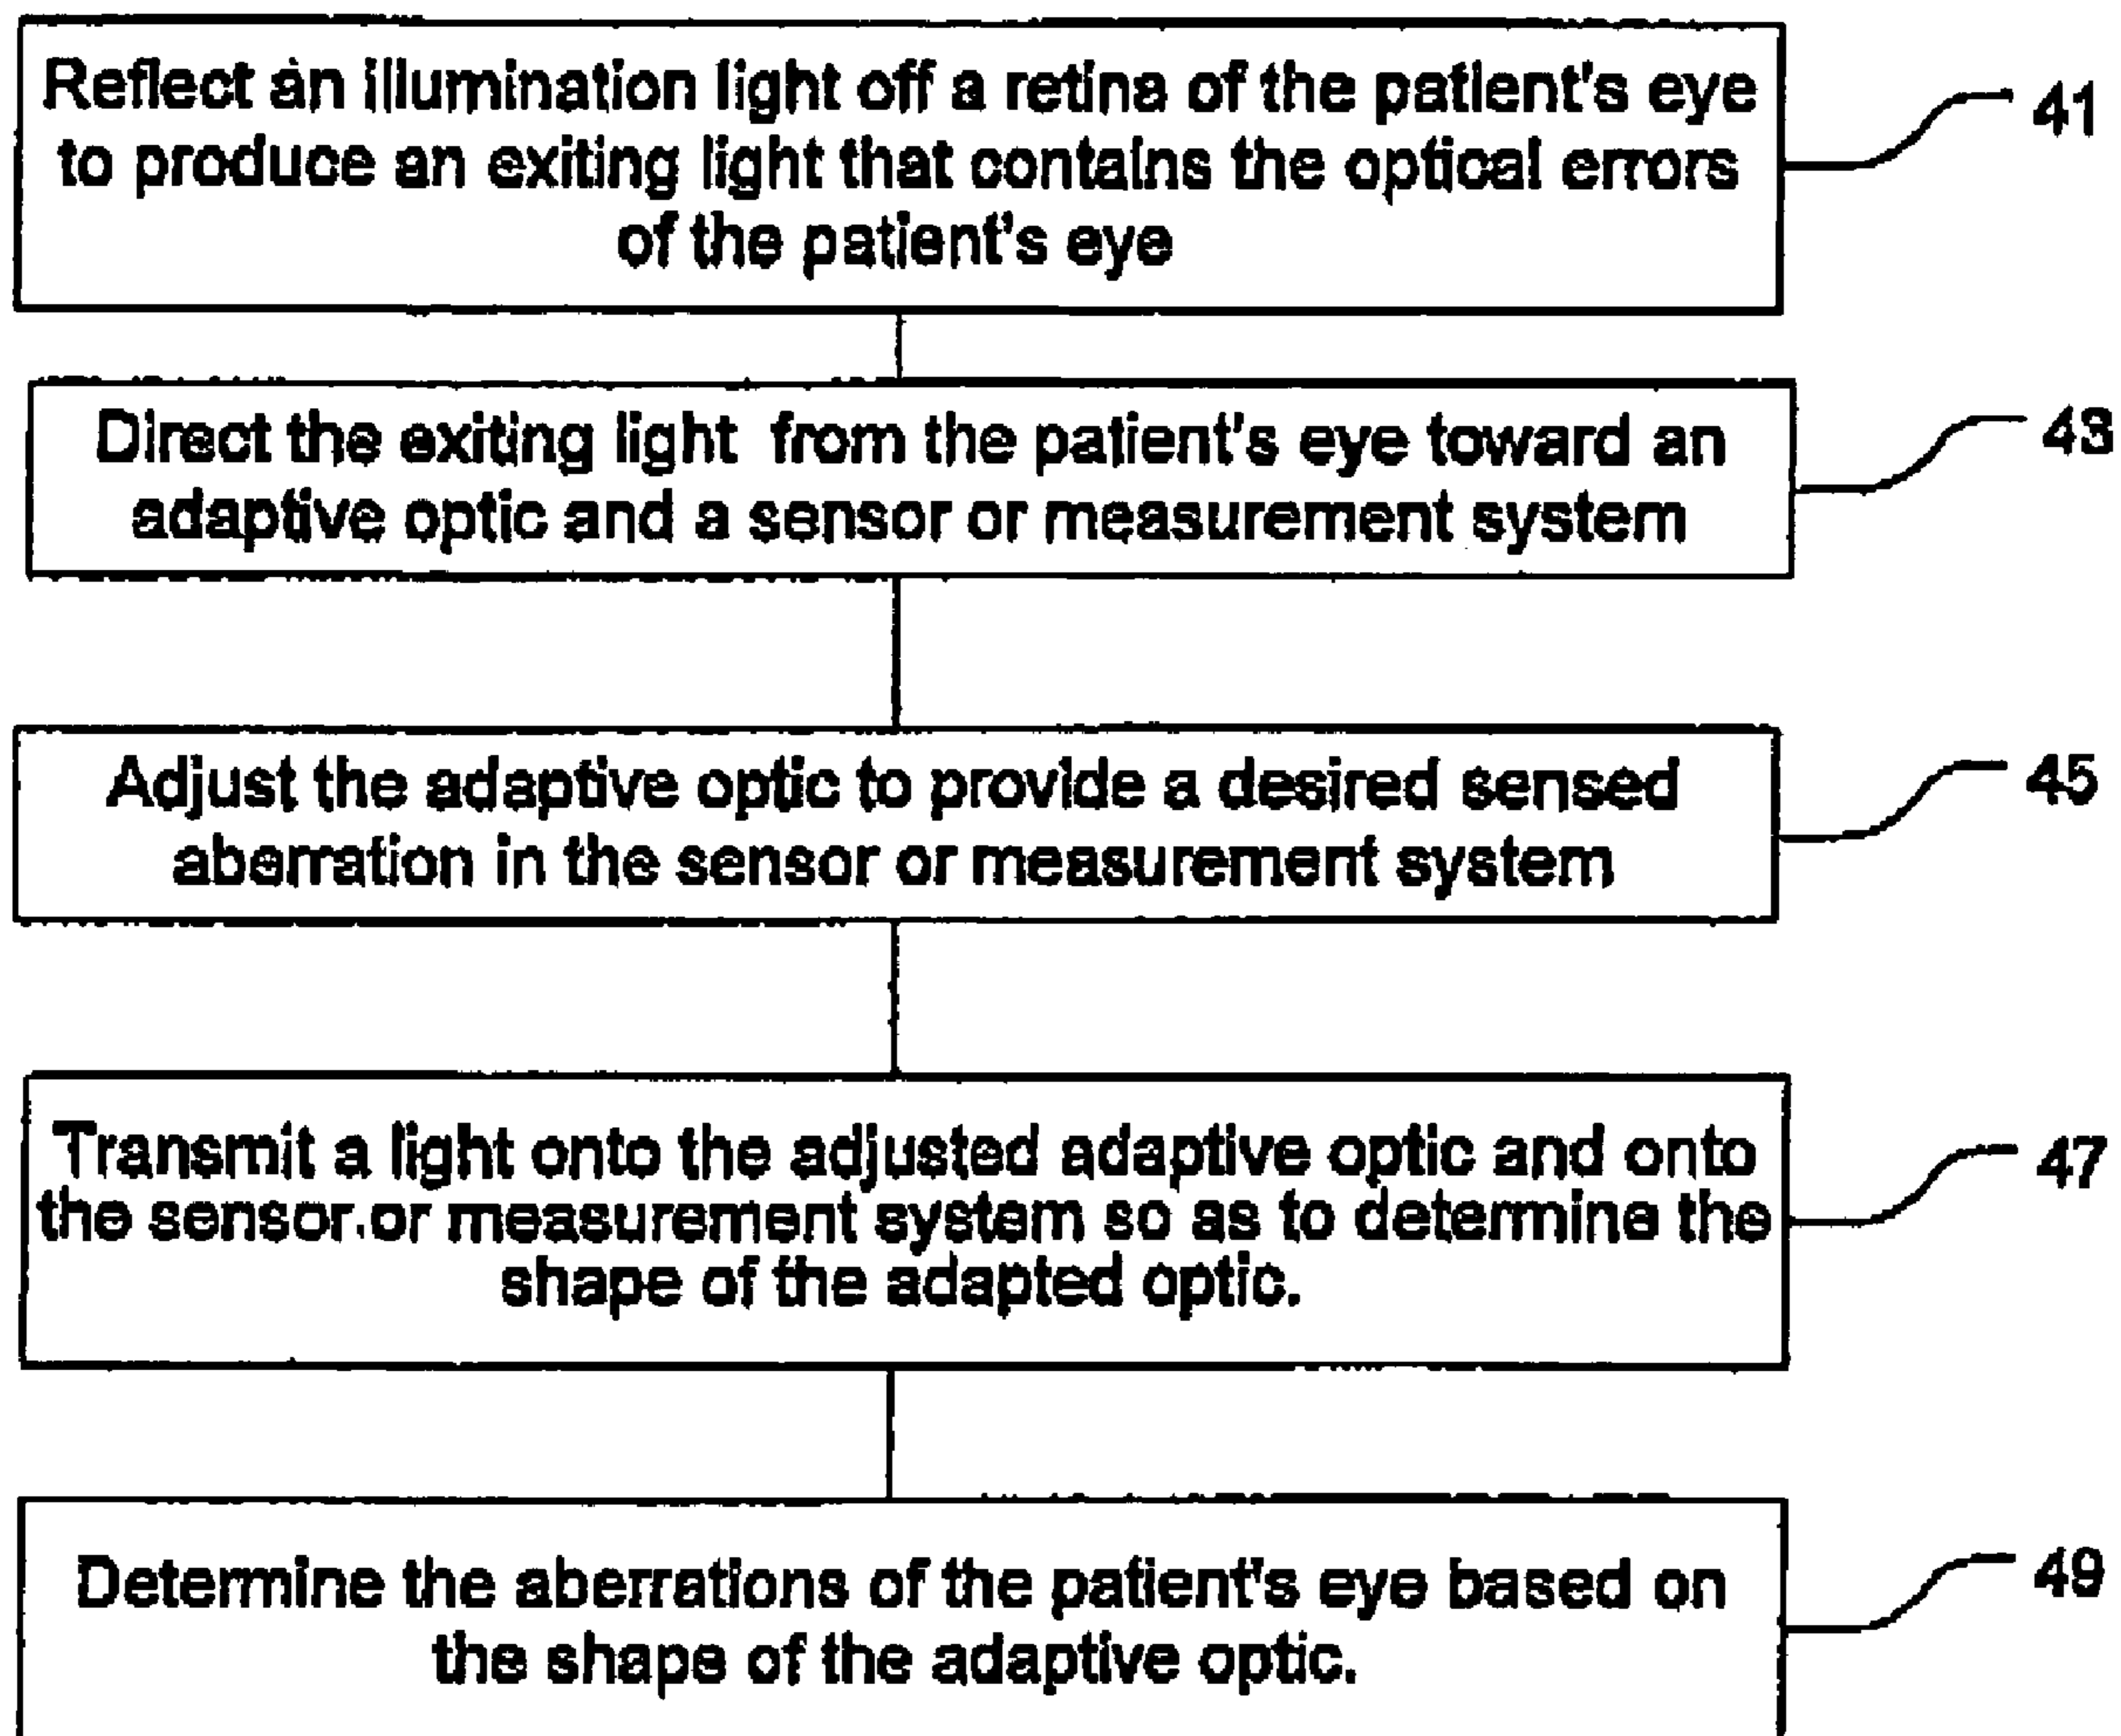 Reflect an illumination light off a retina of the patient's eye
to produce an exiting light that contains the optical errors
of the patient's eye
41
Direct the exiting light from the patient's eye toward an
adaptive optic and a sensor or measurement system
43
Adjust the adaptive optic to provide a desired sensed
aberration in the sensor or measurement system
45
Transmit a light onto the adjusted adaptive optic and onto
the sensor or measurement system so as to determine the
shape of the adapted optic.
47
Determine the aberrations of the patient's eye based on
the shape of the adaptive optic.
49